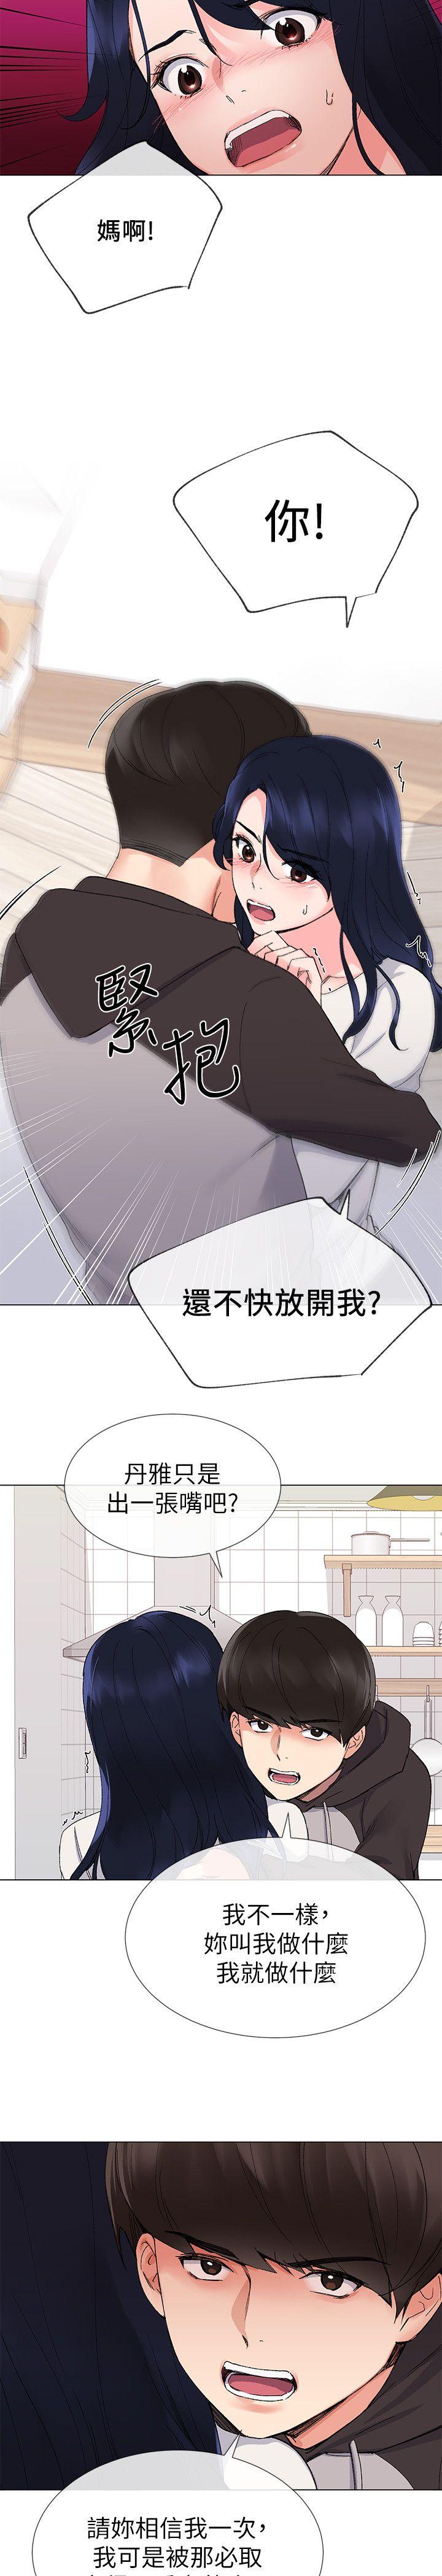 媽啊!
你!
緊抱
還不快放開我?
丹雅只是
出一張嘴吧?
我不一樣,
妳叫我做什麼
我就做什麼
請妳相信我一次,
我可是被那必取